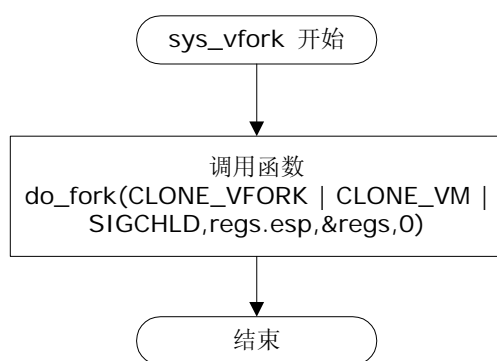 sys_vfork 开始
调用函数
do_fork(CLONE_VFORK | CLONE_VM |
SIGCHLD,regs.esp,&regs,0)
结束